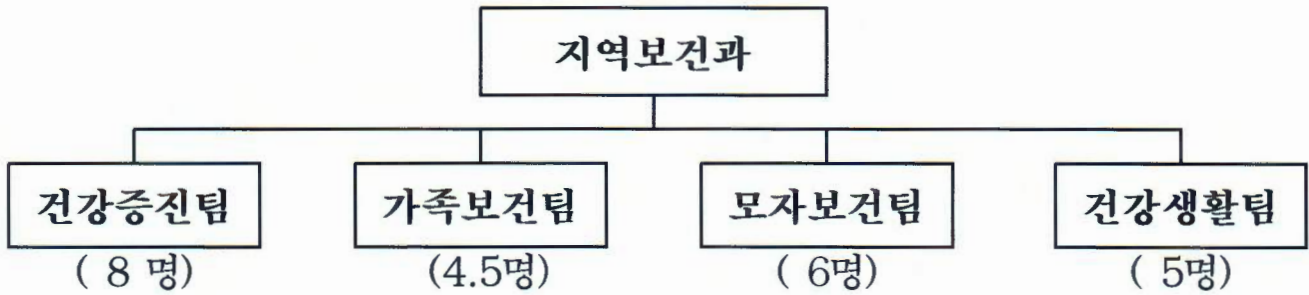 지역보건과
건강증진팀 가족보건팀 모자보건팀 건강생활팀
( 8 명) (4.5명) ( 6명) ( 5명)